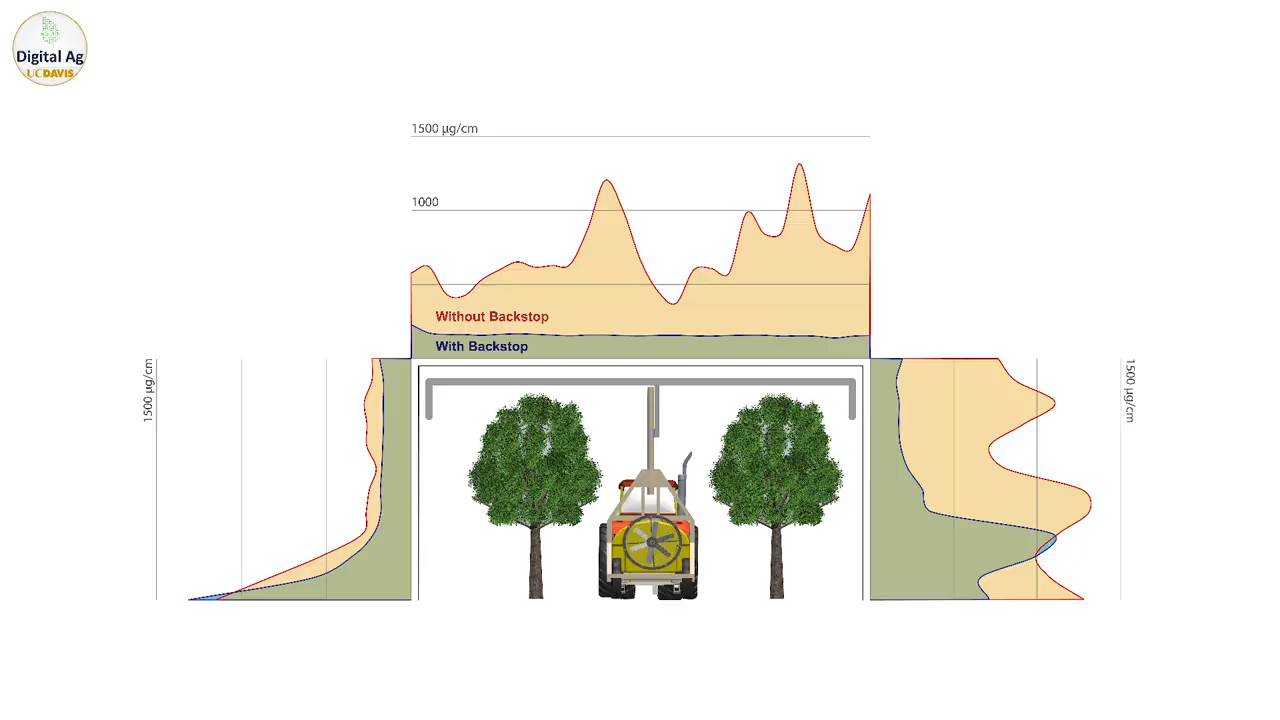 Digital Ag
UC DAVIS
1500 µg/cm
1000
Without Backstop
With Backstop
1500 µg/cm
1500 µg/cm